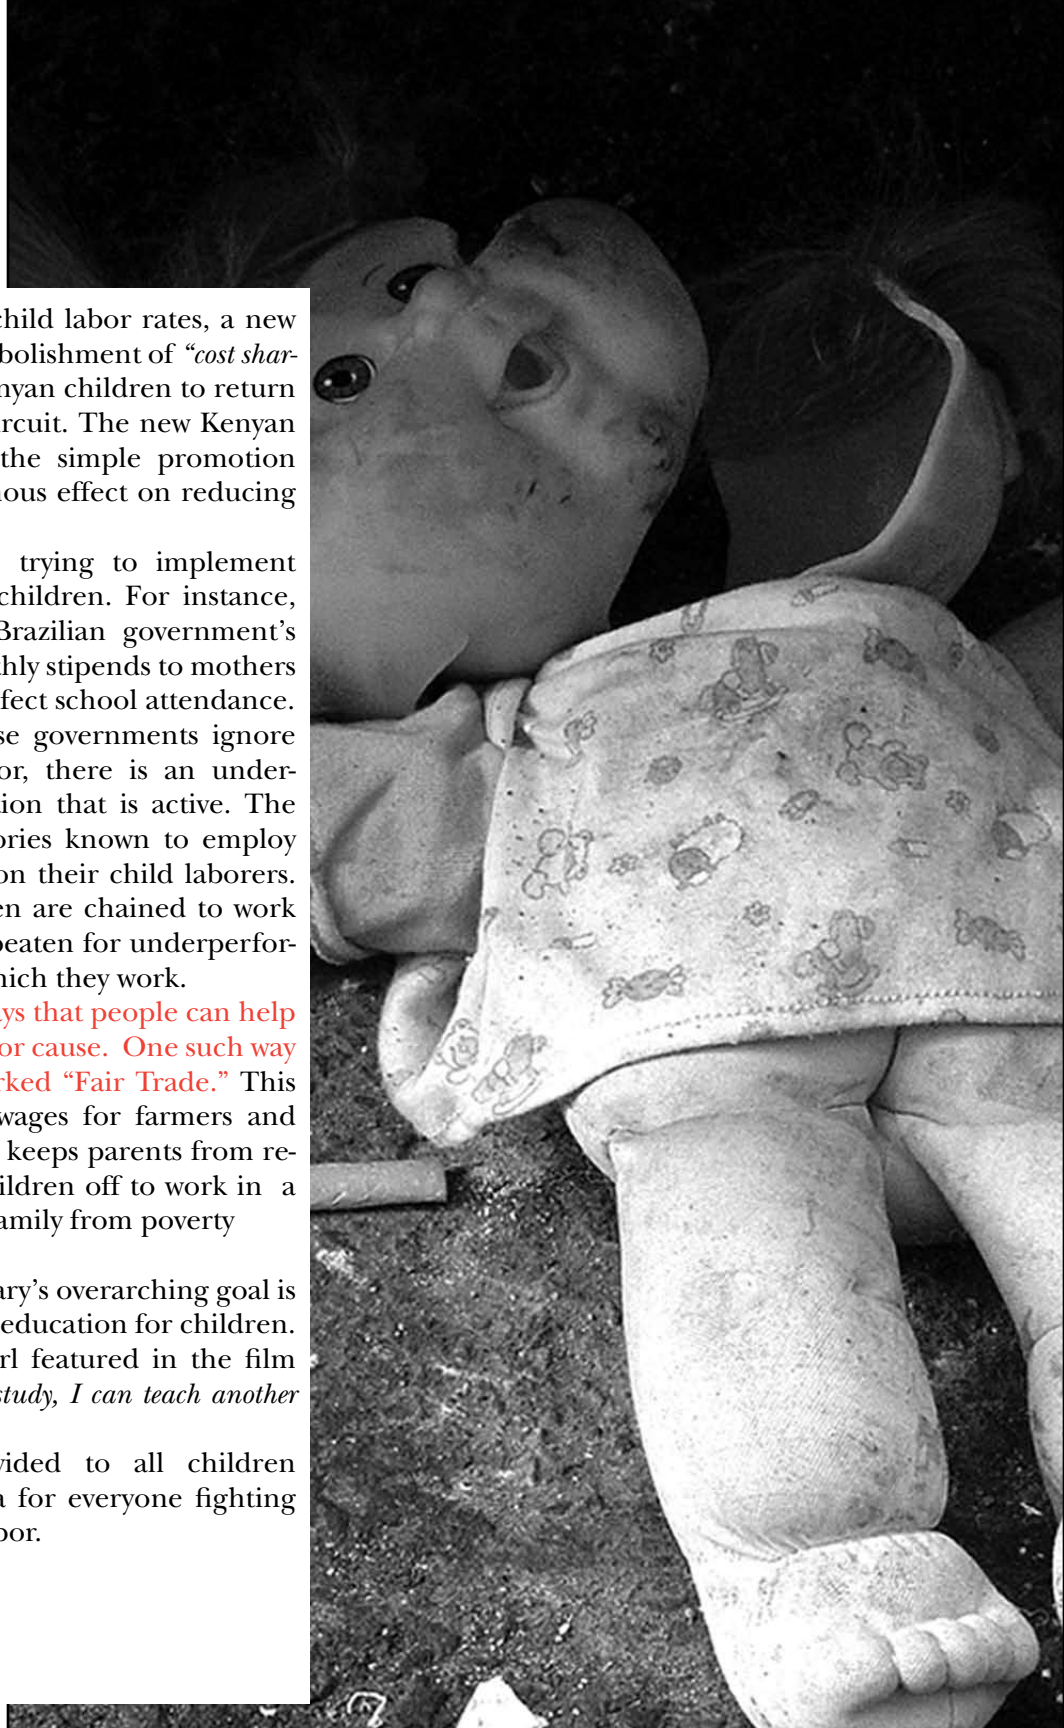 child labor rates, a new
bolishment of “cost shar-
nyan children to return
rcuit. The new Kenyan
the simple promotion
nous effect on reducing
trying to implement
children. For instance,
Brazilian government’s
thly stipends to mothers
fect school attendance.
se governments ignore
or, there is an under-
tion that is active. The
ories known to employ
on their child laborers.
en are chained to work
beaten for underperfor-
hich they work.
ys that people can help
or cause. One such way
rked “Fair Trade.” This
wages for farmers and
keeps parents from re-
ildren off to work in a
amily from poverty
ary’s overarching goal is
education for children.
rl featured in the film
study, I can teach another
vided to all children
a for everyone fighting
bor.